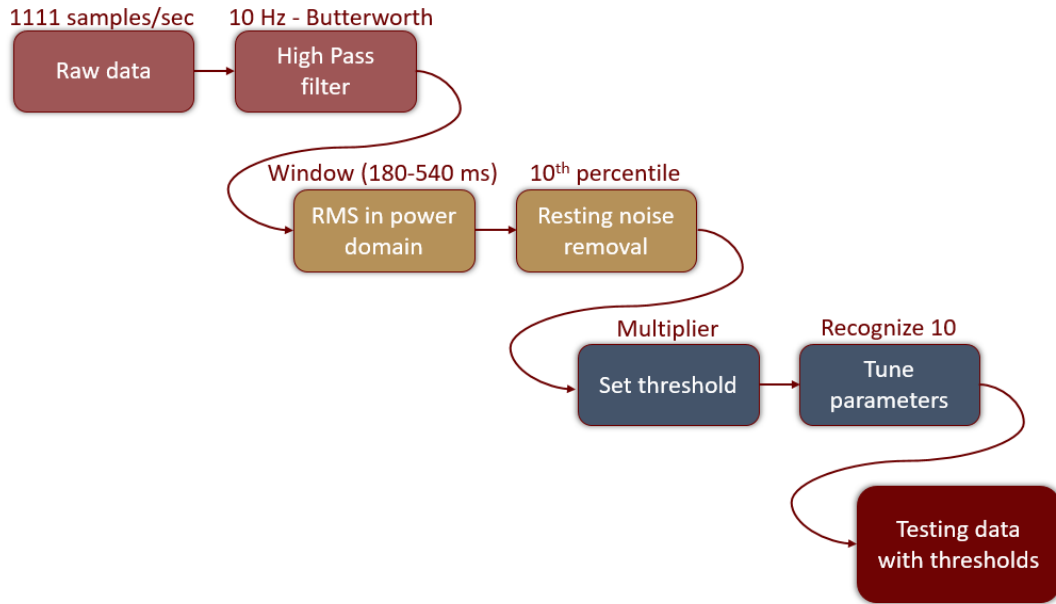 1111 samples/sec
10 Hz - Butterworth
Raw data
High Pass
filter
Window (180-540 ms)
10th percentile
RMS in power
domain
Resting noise
removal
Multiplier
Recognize 10
Set threshold
Tune
parameters
Testing data
with thresholds